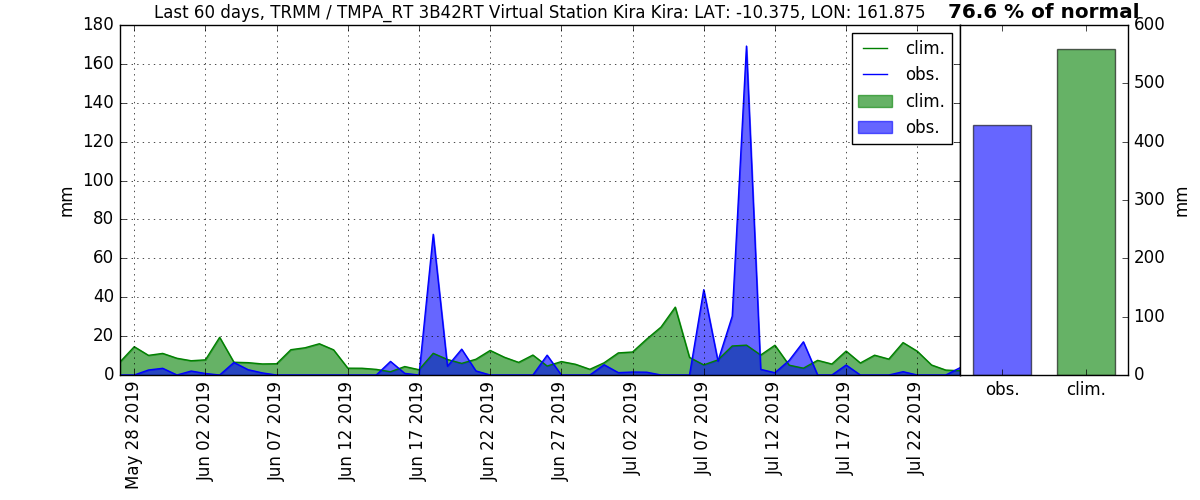 Last 60 days, TRMM / TMPA_RT 3B42RT Virtual Station Kira Kira: LAT: -10.375, LON: 161.875
76.6 % of normal
180
160
140
120
100
80
60
40
20
0
mm
clim.
obs.
clim.
obs.
May 28 2019
Jun 02 2019
Jun 07 2019
Jun 12 2019
Jun 17 2019
Jun 22 2019
Jun 27 2019
Jul 02 2019
Jul 07 2019
Jul 12 2019
Jul 17 2019
Jul 22 2019
600
500
400
300
200
100
0
mm
obs.
clim.